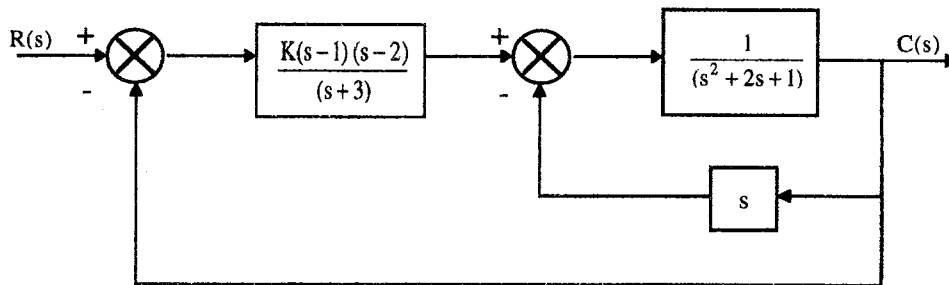 R(s) + - K(s-1)(s-2)/(s+3) + - 1/(s²+2s+1) C(s)
s